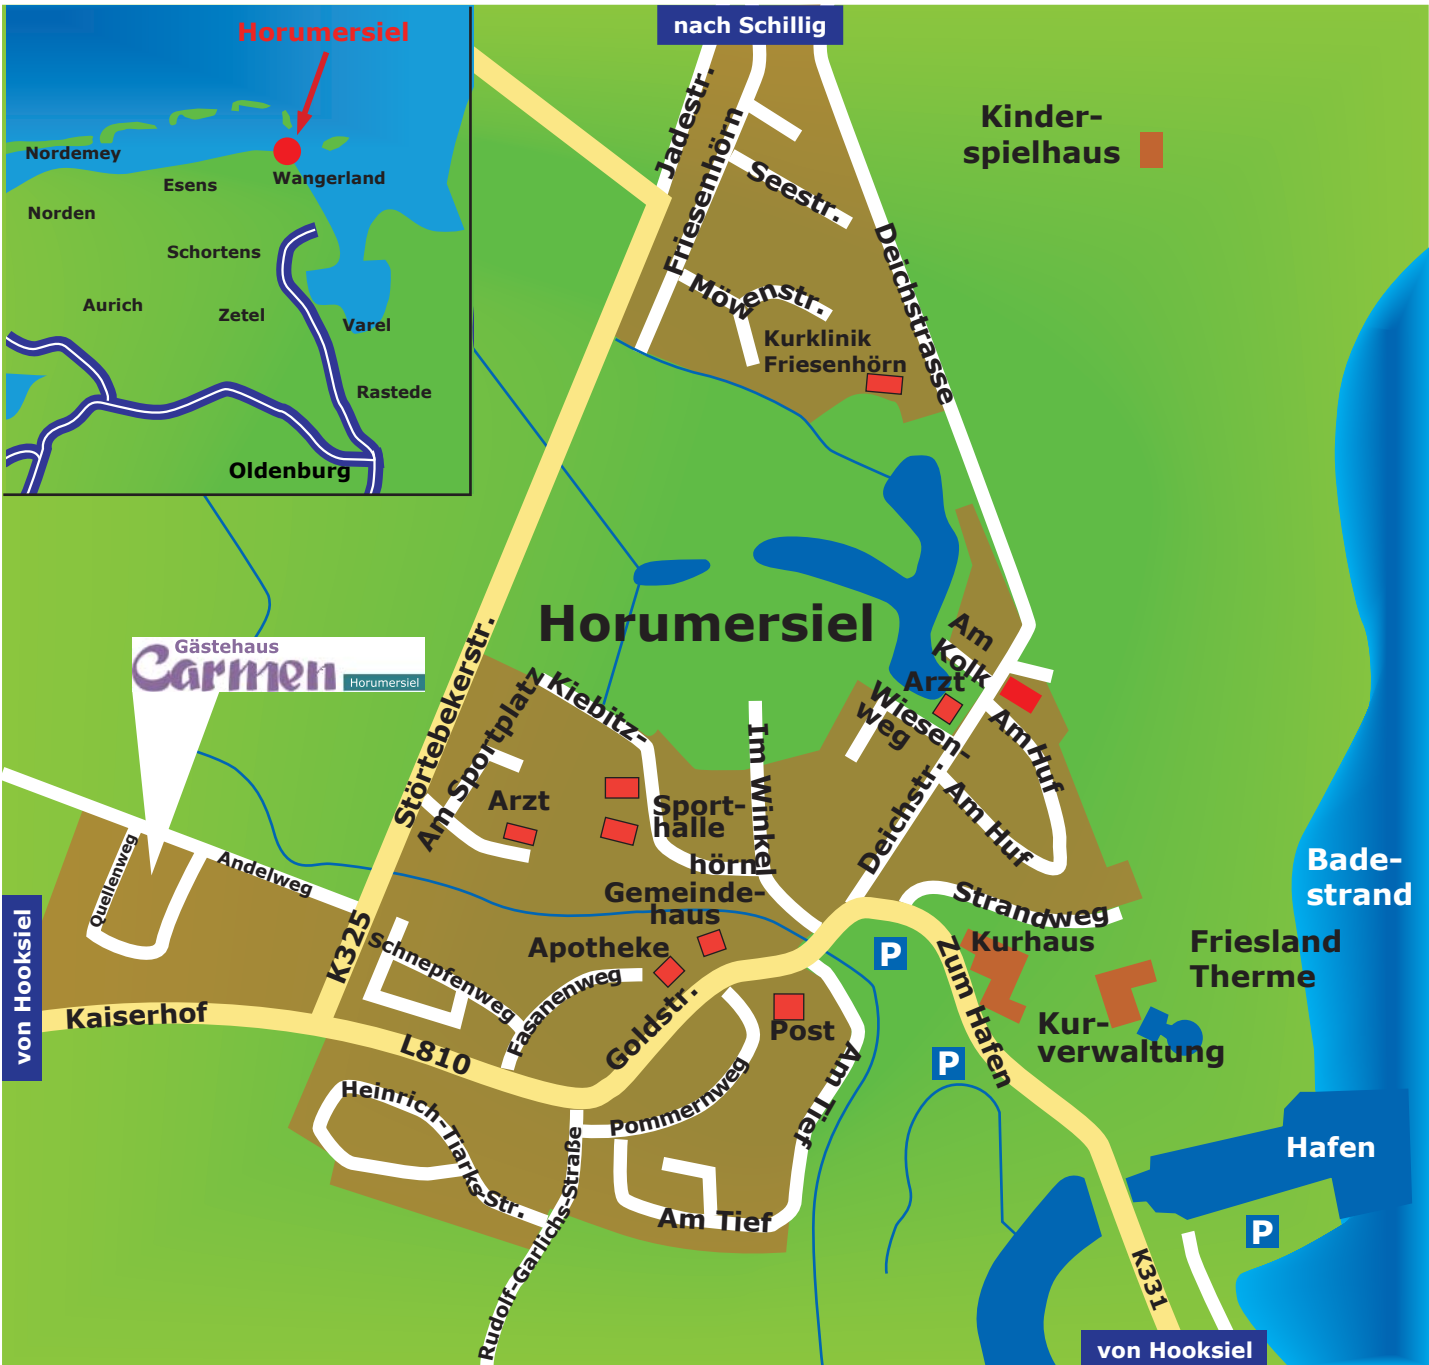 Horumersiel
Nordemey
Esens
Wangerland
Norden
Schortens
Aurich
Zetel
Varel
Rastede
Oldenburg
nach Schillig
Jadestr.
Friesenhörn
Seestr.
Möwenstr.
Kurklinik
Friesenhörn
Deichstrasse
Kinder-
spielhaus
Horumersiel
Gästehaus
Carmen
Horumersiel
Störtebekerstr.
Am Sportplatz
Kiebitz-
hörn
Im Winkel
Arzt
Sport-
halle
Am
Kolk
Arzt
Wiesen-
weg
Am Huf
Am Huf
Deichstr.
Strandweg
Bade-
strand
Quellenweg
Andelweg
K325
Schnepfenweg
Gemeinde-
haus
Apotheke
Fasanenweg
Goldstr.
P
Kurhaus
Friesland
Therme
Zum Hafen
Kur-
verwaltung
P
Post
von Hooksiel
Kaiserhof
L810
Heinrich-Tiarks-Str.
Pommernweg
Am Tief
Am Tief
Rudolf-Garlichs-Straße
Hafen
P
K331
von Hooksiel